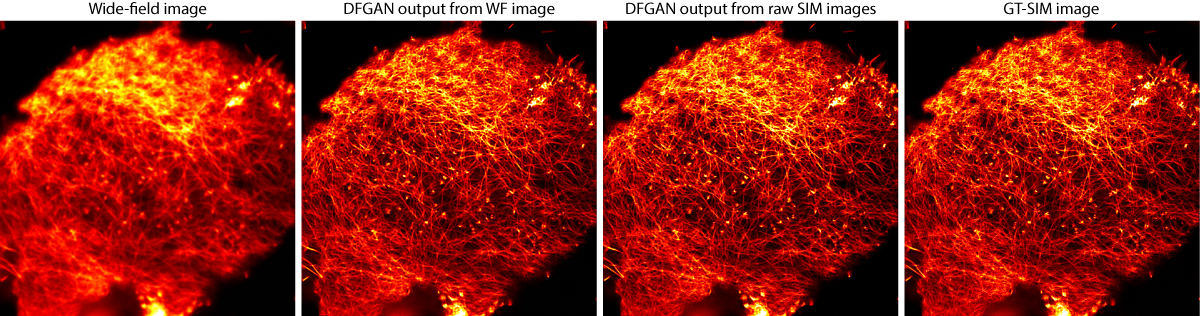 Wide-field image
DFGAN output from WF image
DFGAN output from raw SIM images
GT-SIM image